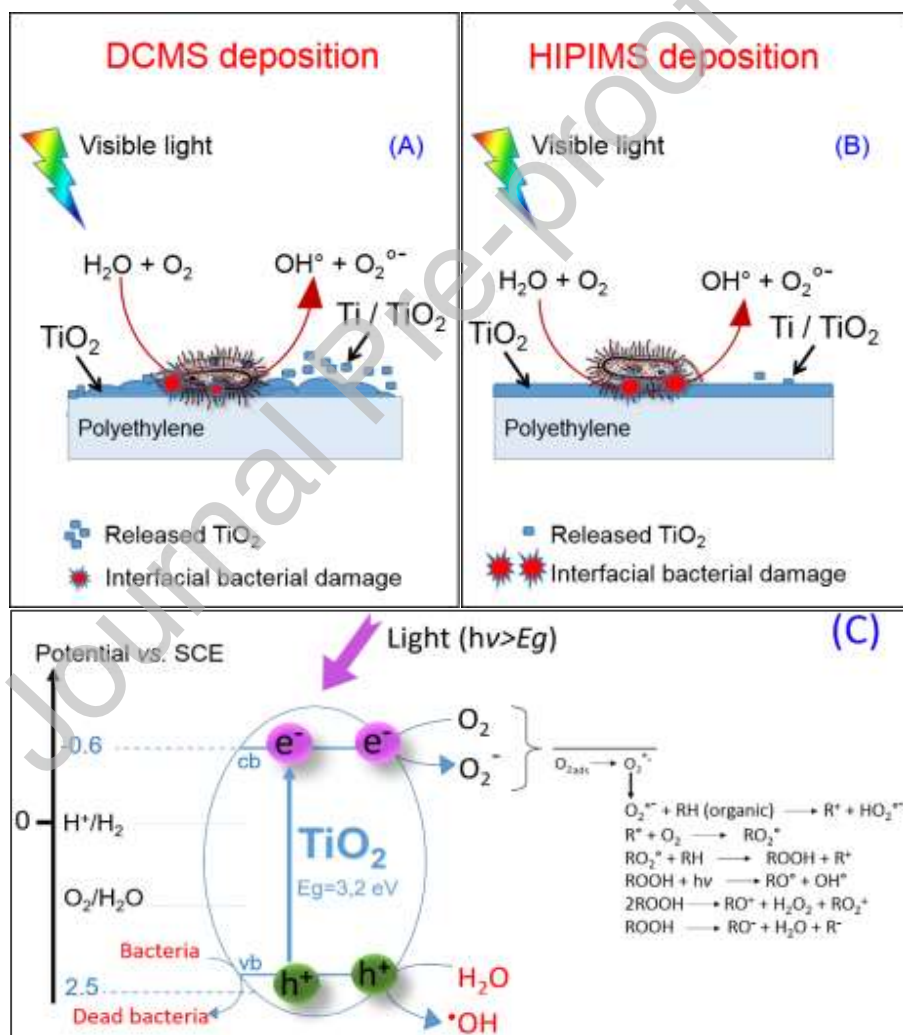 DCMS deposition
Visible light
(A)
H₂O + O₂
OH° + O₂°⁻
Ti / TiO₂
TiO₂
Polyethylene
Released TiO₂
Interfacial bacterial damage
HIPIMS deposition
Visible light
(B)
H₂O + O₂
OH° + O₂°⁻
Ti / TiO₂
TiO₂
Polyethylene
Released TiO₂
Interfacial bacterial damage
Journal Pre-proof
(C)
Light (hν>Eg)
Potential vs. SCE
-0.6
cb
e⁻
e⁻
O₂
O₂⁻
0
H⁺/H₂
TiO₂
Eg=3,2 eV
O₂/H₂O
Bacteria
vb
h⁺
h⁺
H₂O
2.5
Dead bacteria
•OH
O₂ads → O₂•-
O₂•⁻ + RH (organic) → R• + HO₂•⁻
R• + O₂ → RO₂•
RO₂• + RH → ROOH + R•
ROOH + hν → RO• + OH•
2ROOH → RO• + H₂O₂ + RO₂•
ROOH → RO⁻ + H₂O + R⁻